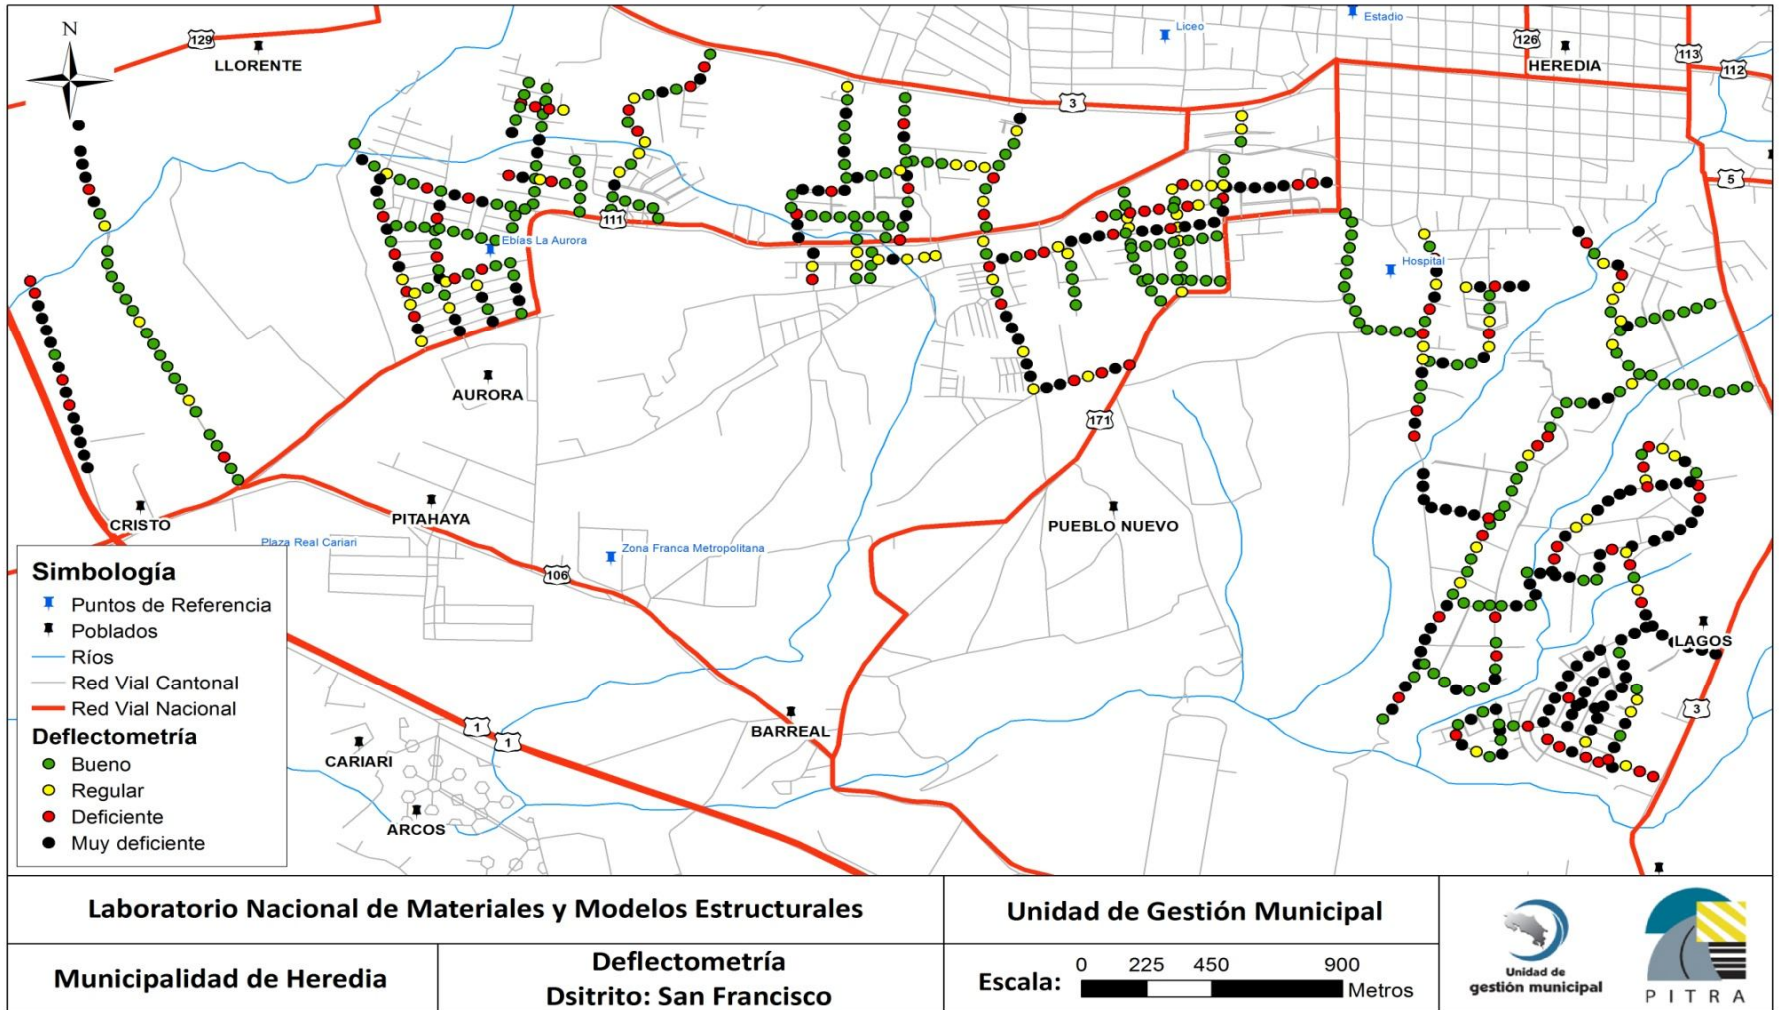 N
129
LLORENTE
Liceo
Estadio
126
HEREDIA
113
112
3
5
111
Ebías La Aurora
Hospital
AURORA
171
CRISTO
PITAHAYA
PUEBLO NUEVO
Plaza Real Cariari
Zona Franca Metropolitana
106
LAGOS
3
1
1
BARREAL
CARIARI
ARCOS
Simbología
Puntos de Referencia
Poblados
Ríos
Red Vial Cantonal
Red Vial Nacional
Deflectometría
Bueno
Regular
Deficiente
Muy deficiente
Laboratorio Nacional de Materiales y Modelos Estructurales
Unidad de Gestión Municipal
Municipalidad de Heredia
Deflectometría
Dsitrito: San Francisco
Escala:
0 225 450 900
Metros
Unidad de
gestión municipal
PITRA